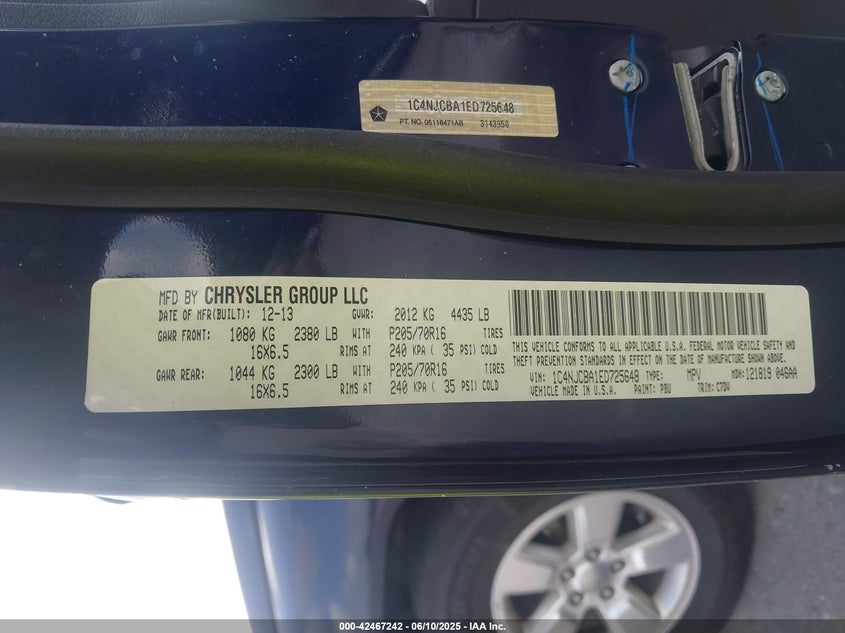 1C4NJCBA1ED725648
PT. NO. 05116471AB 3143950
MFD BY CHRYSLER GROUP LLC
DATE OF MFR(BUILT): 12-13 GVWR: 2012 KG 4435 LB
GAWR FRONT: 1080 KG 2380 LB WITH P205/70R16 TIRES
16X6.5 RIMS AT 240 KPA ( 35 PSI) COLD
GAWR REAR: 1044 KG 2300 LB WITH P205/70R16 TIRES
16X6.5 RIMS AT 240 KPA ( 35 PSI) COLD
THIS VEHICLE CONFORMS TO ALL APPLICABLE U.S.A. FEDERAL MOTOR VEHICLE SAFETY
AND THEFT PREVENTION STANDARDS IN EFFECT ON THE DATE OF MANUFACTURE SHOWN ABOVE.
VIN: 1C4NJCBA1ED725648 TYPE: MPV MDH: 121819 046AA
VEHICLE MADE IN U.S.A. PAINT: PBU TRIM: C7DV
000-42467242 - 06/10/2025 - IAA Inc.